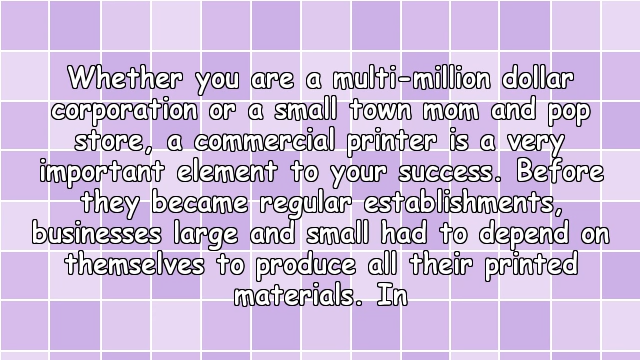 Whether you are a multi-million dollar
corporation or a small town mom and pop
store, a commercial printer is a very
important element to your success. Before
they became regular establishments,
businesses large and small had to depend on
themselves to produce all their printed
materials. In